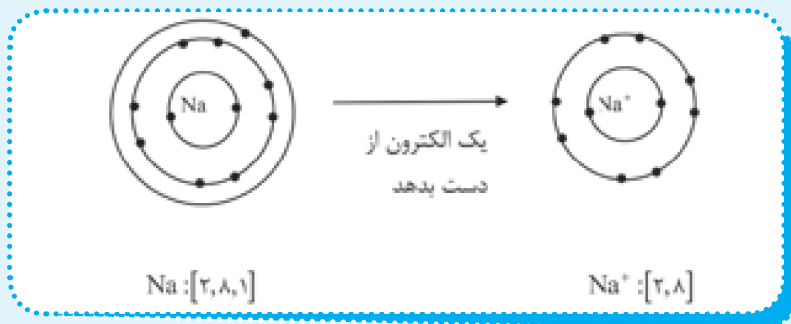 Na
Na⁺
یک الکترون از
دست بدهد
Na :[۲,۸,۱]
Na⁺ :[۲,۸]